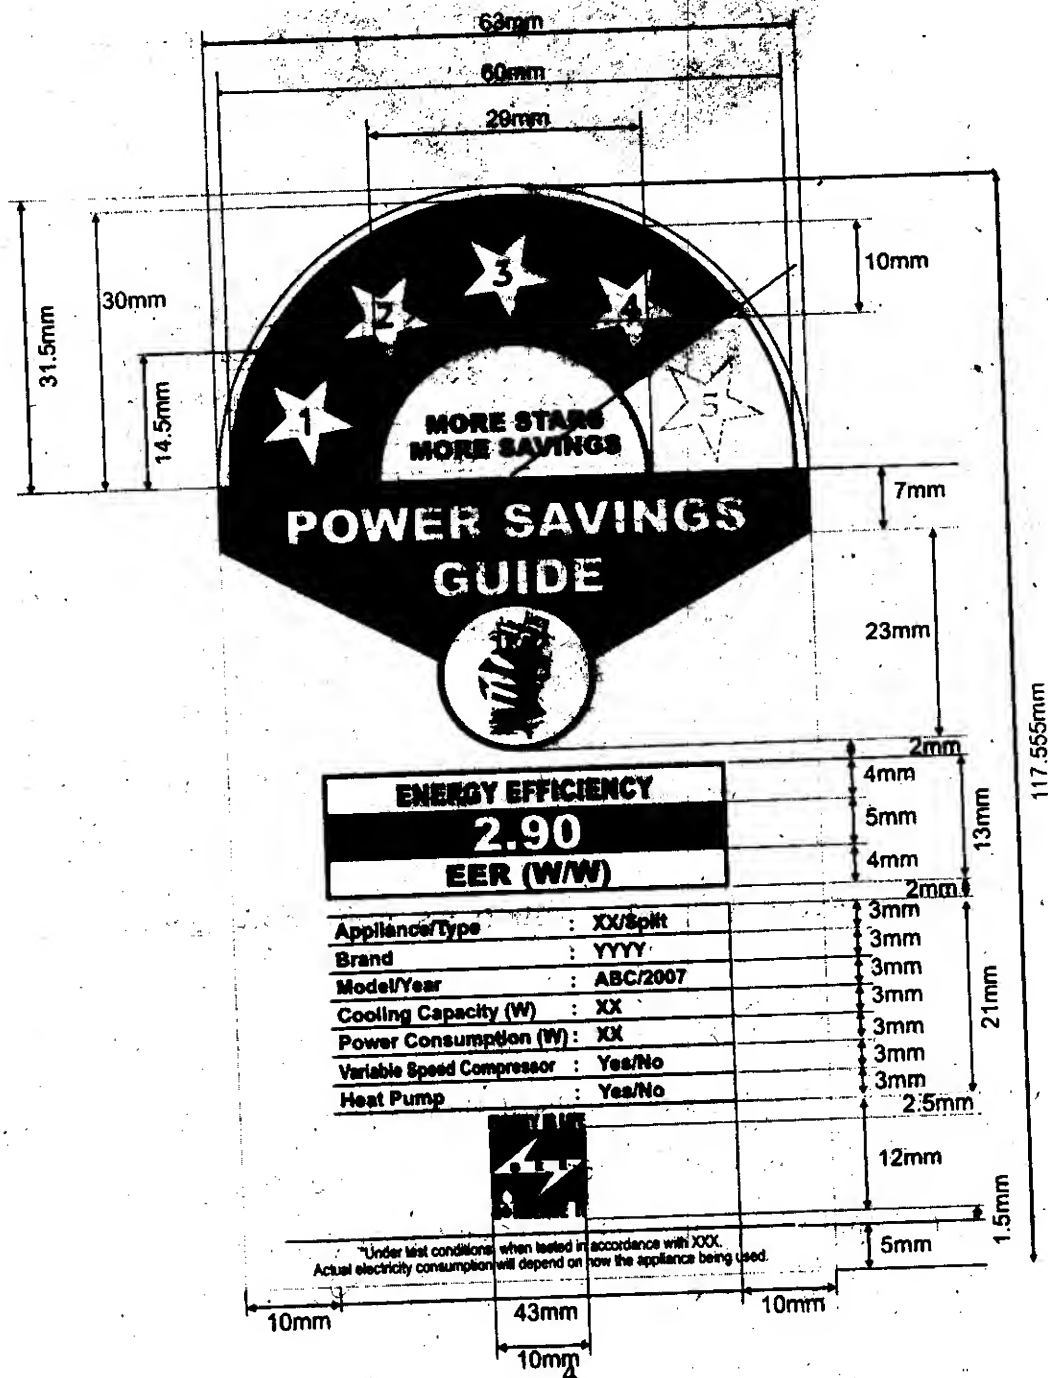 63mm
60mm
29mm
31.5mm
30mm
14.5mm
10mm
1
2
3
4
5
MORE STARS
MORE SAVINGS
7mm
POWER SAVINGS
GUIDE
23mm
117.555mm
2mm
ENERGY EFFICIENCY
4mm
2.90
5mm
13mm
EER (W/W)
4mm
2mm
Appliance/Type : XX/Split
3mm
Brand : YYYY
3mm
Model/Year : ABC/2007
3mm
Cooling Capacity (W) : XX
3mm
21mm
Power Consumption (W) : XX
3mm
Variable Speed Compressor : Yes/No
3mm
Heat Pump : Yes/No
3mm
2.5mm
12mm
1.5mm
5mm
"Under test conditions, when tested in accordance with XXX.
Actual electricity consumption will depend on how the appliance being used.
10mm
43mm
10mm
10mm
4